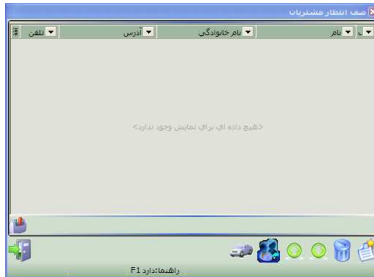 صف انتظار مشتریان
نام نام خانوادگی آدرس تلفن
<هیچ داده ای برای نمایش وجود ندارد>
راهنما:دارد F1